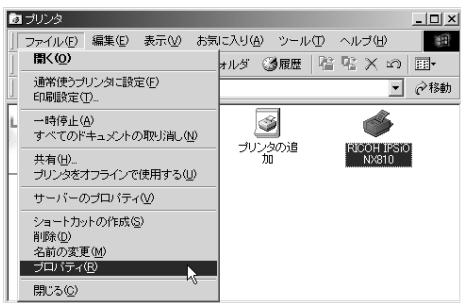 プリンタ
ファイル(F) 編集(E) 表示(V) お気に入り(A) ツール(T) ヘルプ(H)
開く(O)
ォルダ 履歴
通常使うプリンタに設定(F)
印刷設定(T)...
移動
一時停止(A)
すべてのドキュメントの取り消し(N)
プリンタの追
加
RICOH IPSiO
NX810
共有(H)...
プリンタをオフラインで使用する(U)
サーバーのプロパティ(V)
ショートカットの作成(S)
削除(D)
名前の変更(M)
プロパティ(R)
閉じる(C)